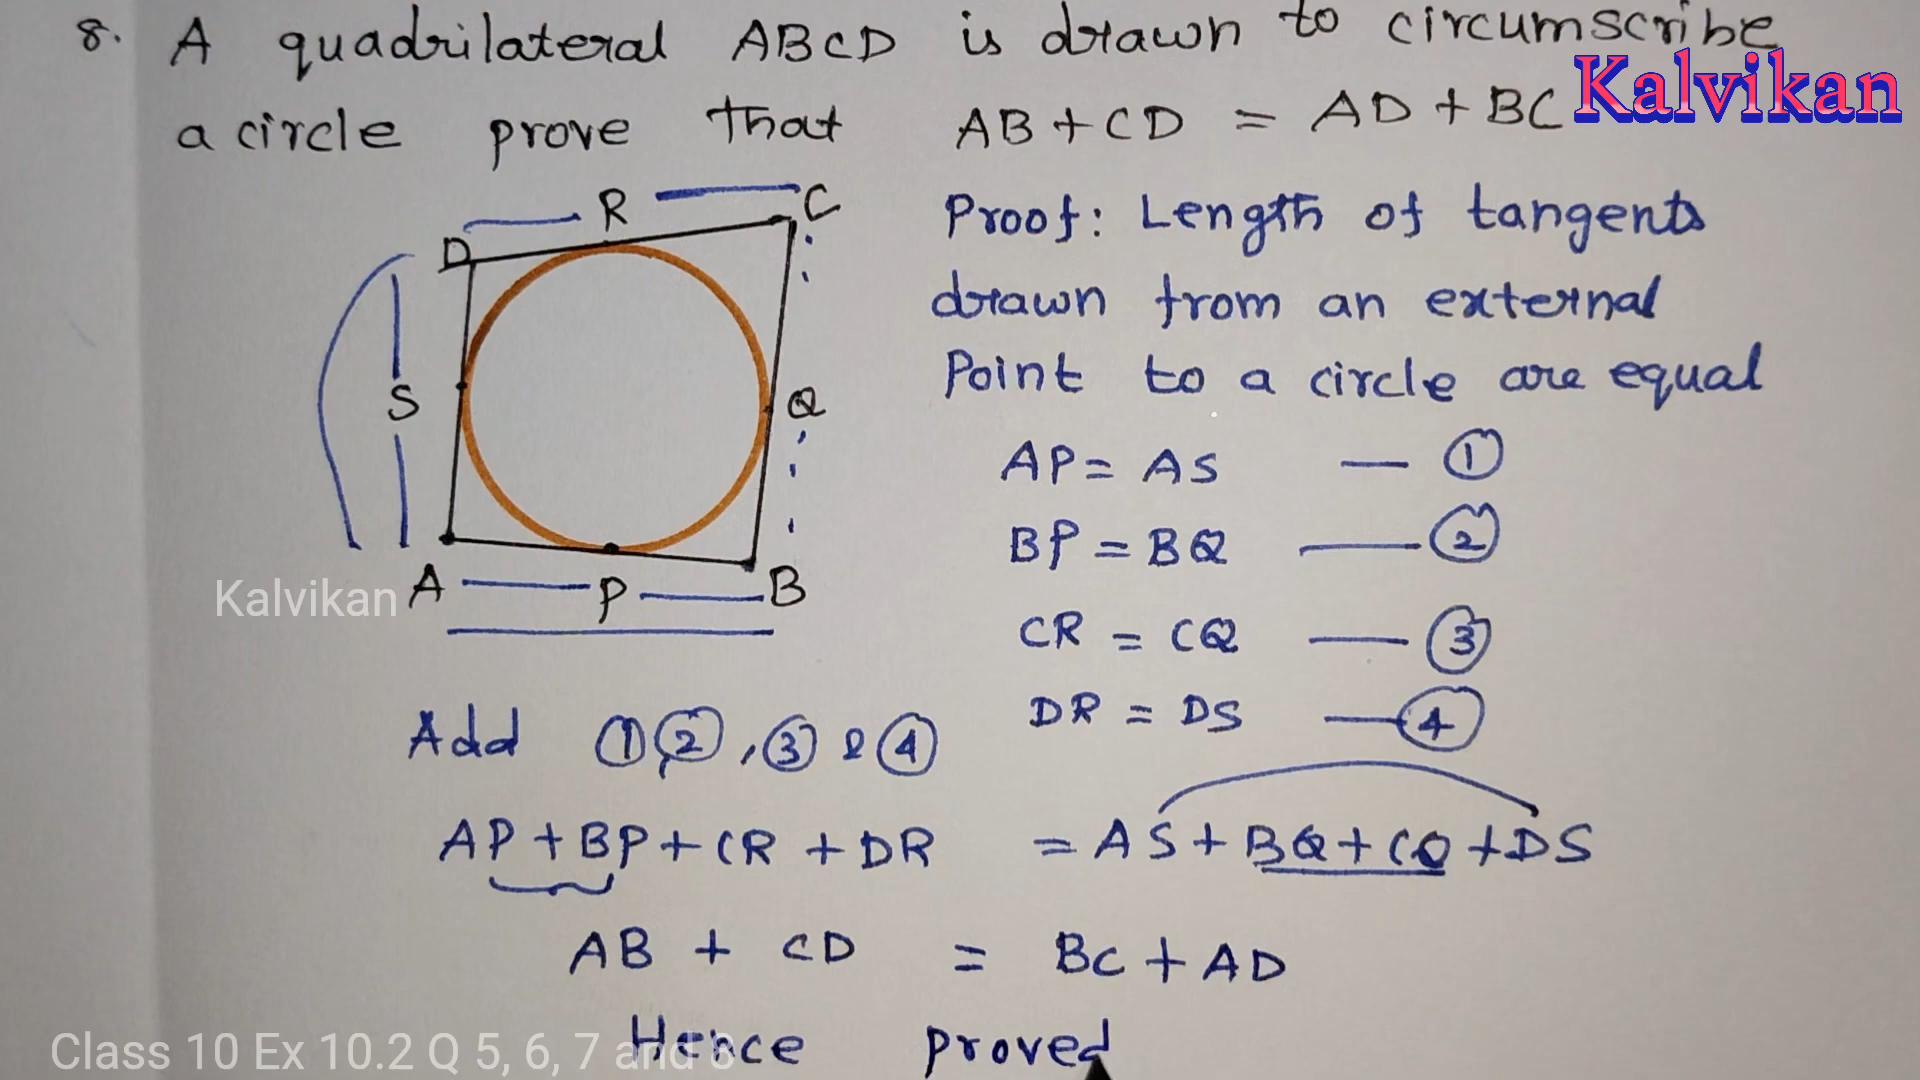 8. A quadrilateral ABCD is drawn to circumscribe
a circle prove that AB + CD = AD + BC
Kalvikan
R
C
D
S
Q
A
P
B
Kalvikan
Proof: Length of tangents
drawn from an external
Point to a circle are equal
AP = AS — ①
BP = BQ — ②
CR = CQ — ③
DR = DS — ④
Add ①, ②, ③ & ④
AP + BP + CR + DR = AS + BQ + CQ + DS
AB + CD = BC + AD
Hence proved
Class 10 Ex 10.2 Q 5, 6, 7 and 8